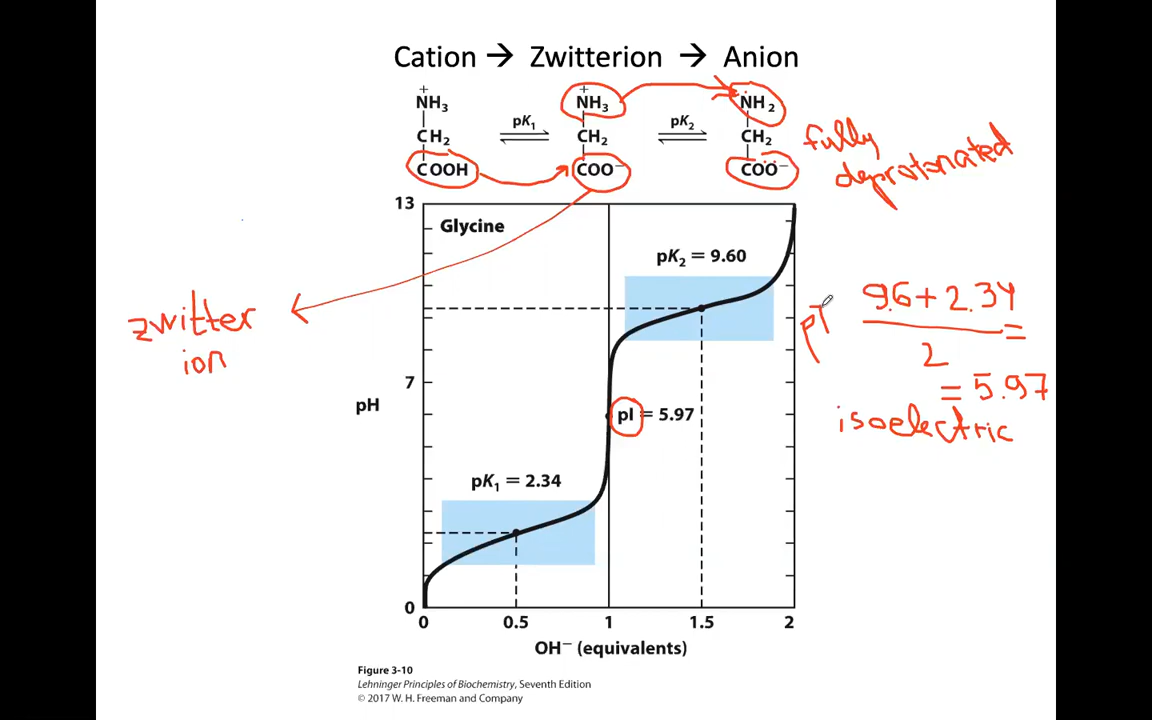 Cation → Zwitterion → Anion
+
NH3
CH2
COOH
pK1
+
NH3
CH2
COO−
pK2
NH2
CH2
COO−
fully
deprotonated
13
Glycine
pK2 = 9.60
9.6 + 2.34
2
=
= 5.97
pI
isoelectric
zwitter
ion
7
pH
pI = 5.97
pK1 = 2.34
0
0 0.5 1 1.5 2
OH− (equivalents)
Figure 3-10
Lehninger Principles of Biochemistry, Seventh Edition
© 2017 W. H. Freeman and Company